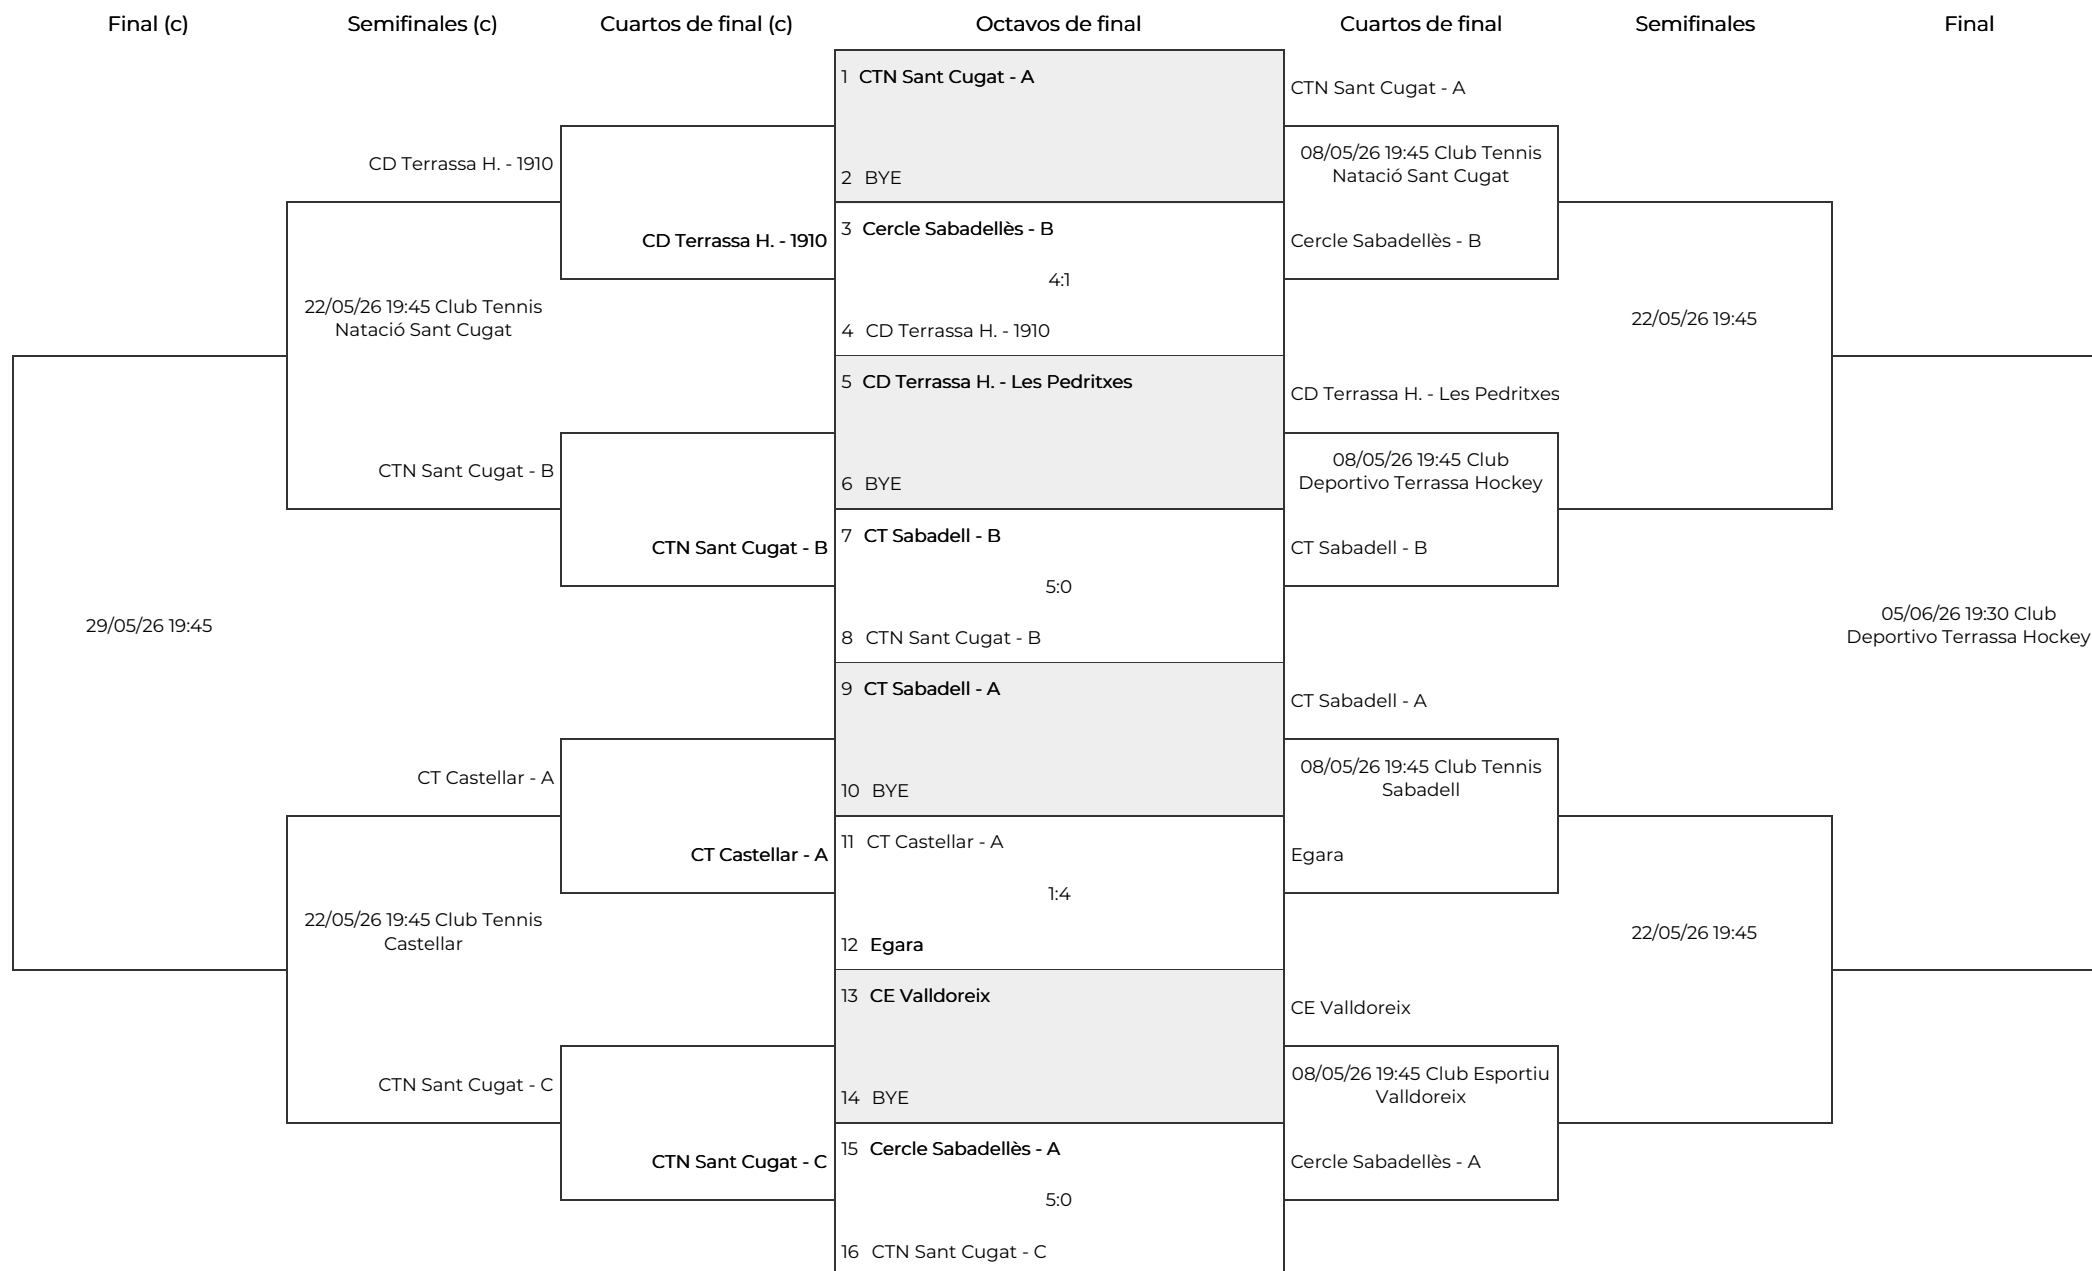 Final (c)
Semifinales (c)
Cuartos de final (c)
Octavos de final
Cuartos de final
Semifinales
Final
1 CTN Sant Cugat - A
CTN Sant Cugat - A
08/05/26 19:45 Club Tennis
Natació Sant Cugat
CD Terrassa H. - 1910
2 BYE
3 Cercle Sabadellès - B
CD Terrassa H. - 1910
Cercle Sabadellès - B
4:1
22/05/26 19:45 Club Tennis
Natació Sant Cugat
22/05/26 19:45
4 CD Terrassa H. - 1910
5 CD Terrassa H. - Les Pedritxes
CD Terrassa H. - Les Pedritxes
08/05/26 19:45 Club
Deportivo Terrassa Hockey
CTN Sant Cugat - B
6 BYE
7 CT Sabadell - B
CTN Sant Cugat - B
CT Sabadell - B
5:0
29/05/26 19:45
05/06/26 19:30 Club
Deportivo Terrassa Hockey
8 CTN Sant Cugat - B
9 CT Sabadell - A
CT Sabadell - A
08/05/26 19:45 Club Tennis
Sabadell
CT Castellar - A
10 BYE
11 CT Castellar - A
CT Castellar - A
Egara
1:4
22/05/26 19:45 Club Tennis
Castellar
22/05/26 19:45
12 Egara
13 CE Valldoreix
CE Valldoreix
08/05/26 19:45 Club Esportiu
Valldoreix
CTN Sant Cugat - C
14 BYE
15 Cercle Sabadellès - A
CTN Sant Cugat - C
Cercle Sabadellès - A
5:0
16 CTN Sant Cugat - C